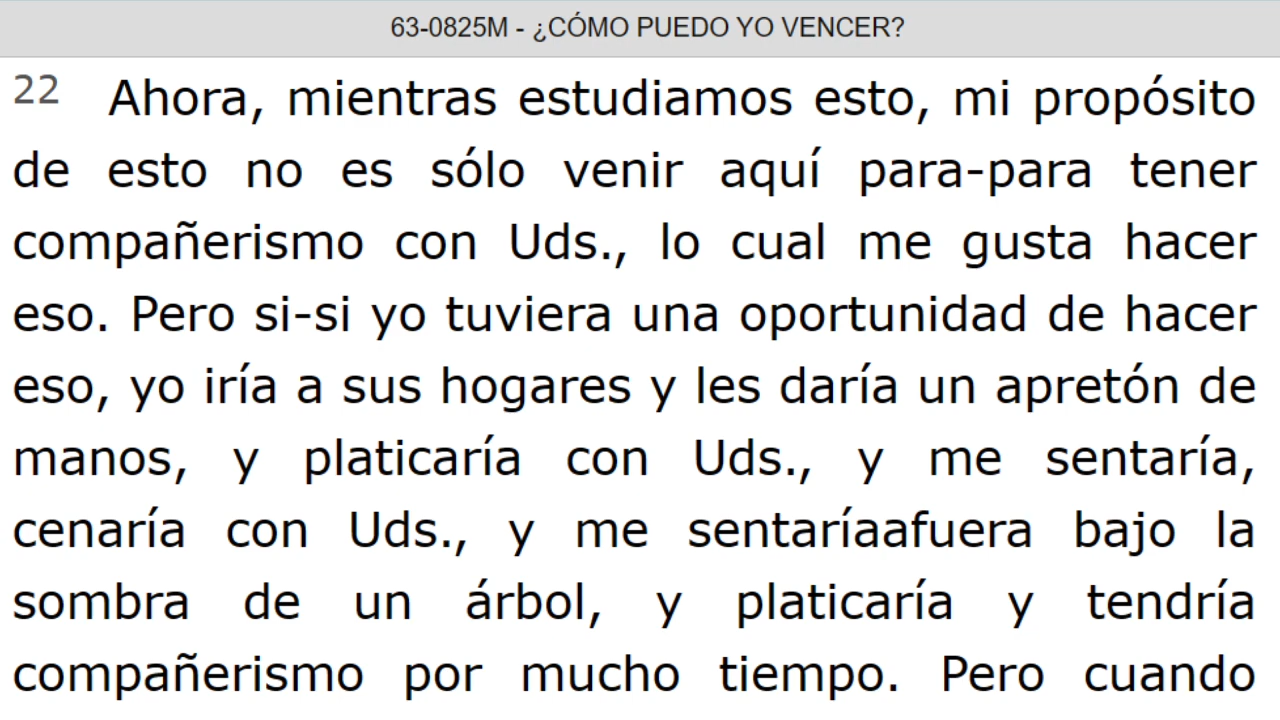 63-0825M - ¿CÓMO PUEDO YO VENCER?
22 Ahora, mientras estudiamos esto, mi propósito
de esto no es sólo venir aquí para-para tener
compañerismo con Uds., lo cual me gusta hacer
eso. Pero si-si yo tuviera una oportunidad de hacer
eso, yo iría a sus hogares y les daría un apretón de
manos, y platicaría con Uds., y me sentaría,
cenaría con Uds., y me sentaríaafuera bajo la
sombra de un árbol, y platicaría y tendría
compañerismo por mucho tiempo. Pero cuando